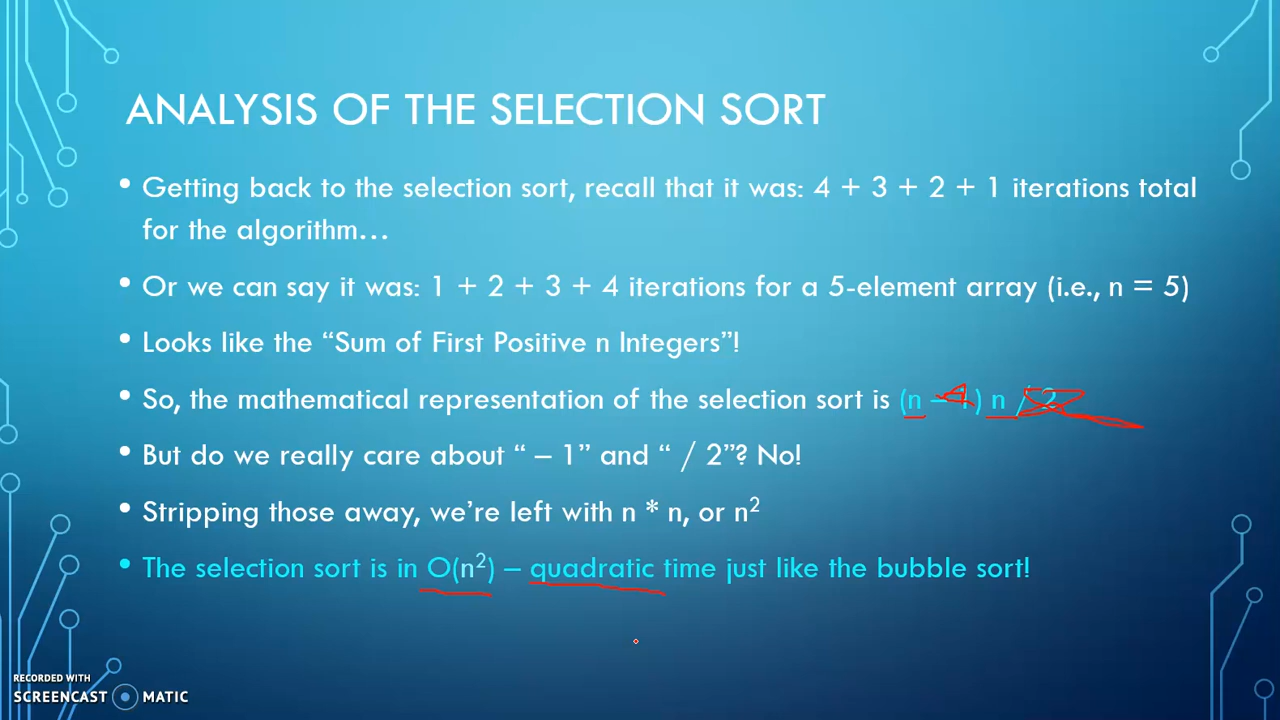 ANALYSIS OF THE SELECTION SORT
• Getting back to the selection sort, recall that it was: 4 + 3 + 2 + 1 iterations total
for the algorithm…
• Or we can say it was: 1 + 2 + 3 + 4 iterations for a 5-element array (i.e., n = 5)
• Looks like the “Sum of First Positive n Integers”!
• So, the mathematical representation of the selection sort is (n – 1) n / 2
• But do we really care about “ – 1” and “ / 2”? No!
• Stripping those away, we’re left with n * n, or n²
• The selection sort is in O(n²) – quadratic time just like the bubble sort!
RECORDED WITH
SCREENCAST MATIC